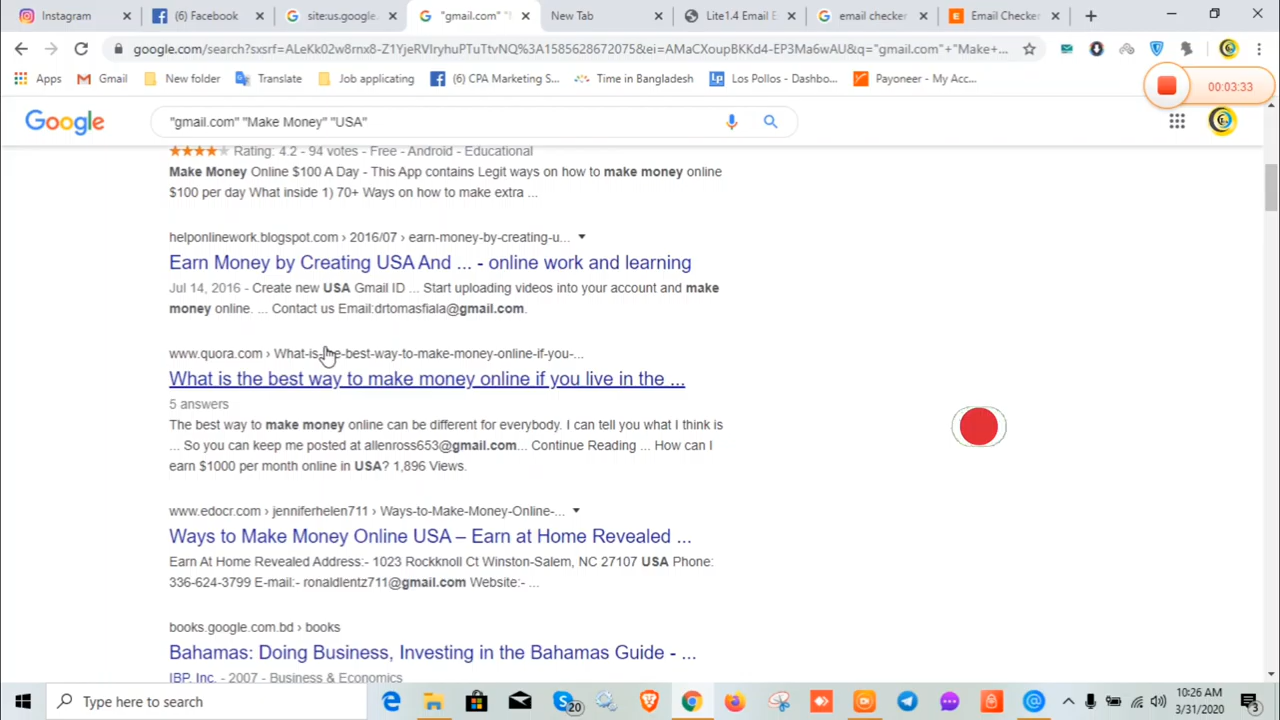 Instagram
(6) Facebook
site:us.google.
"gmail.com" "
New Tab
Lite1.4 Email E
email checker
Email Checker
google.com/search?sxsrf=ALeKk02w8rnx8-Z1YjeRVIryhuPTuTtvNQ%3A1585628672075&ei=AMaCXoupBKKd4-EP3Ma6wAU&q="gmail.com"+"Make+...
Apps
Gmail
New folder
Translate
Job applicating
(6) CPA Marketing S...
Time in Bangladesh
Los Pollos - Dashbo...
Payoneer - My Acc...
00:03:33
Google
"gmail.com" "Make Money" "USA"
Rating: 4.2 - 94 votes - Free - Android - Educational
Make Money Online $100 A Day - This App contains Legit ways on how to make money online
$100 per day What inside 1) 70+ Ways on how to make extra ...
helponlinework.blogspot.com › 2016/07 › earn-money-by-creating-u...
Earn Money by Creating USA And ... - online work and learning
Jul 14, 2016 - Create new USA Gmail ID ... Start uploading videos into your account and make
money online. ... Contact us Email:drtomasfiala@gmail.com.
www.quora.com › What-is-the-best-way-to-make-money-online-if-you-...
What is the best way to make money online if you live in the ...
5 answers
The best way to make money online can be different for everybody. I can tell you what I think is
... So you can keep me posted at allenross653@gmail.com... Continue Reading ... How can I
earn $1000 per month online in USA? 1,896 Views.
www.edocr.com › jenniferhelen711 › Ways-to-Make-Money-Online-...
Ways to Make Money Online USA – Earn at Home Revealed ...
Earn At Home Revealed Address:- 1023 Rockknoll Ct Winston-Salem, NC 27107 USA Phone:
336-624-3799 E-mail:- ronaldlentz711@gmail.com Website:- ...
books.google.com.bd › books
Bahamas: Doing Business, Investing in the Bahamas Guide - ...
IBP, Inc. - 2007 - Business & Economics
Type here to search
20
10:26 AM
3/31/2020
3